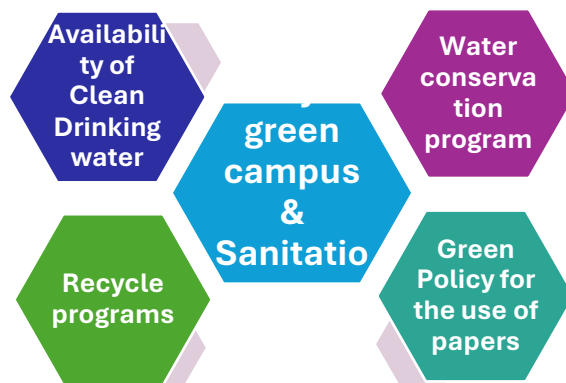 Availabili
ty of
Clean
Drinking
water
Water
conserva
tion
program
green
campus
&
Sanitatio
Recycle
programs
Green
Policy for
the use of
papers